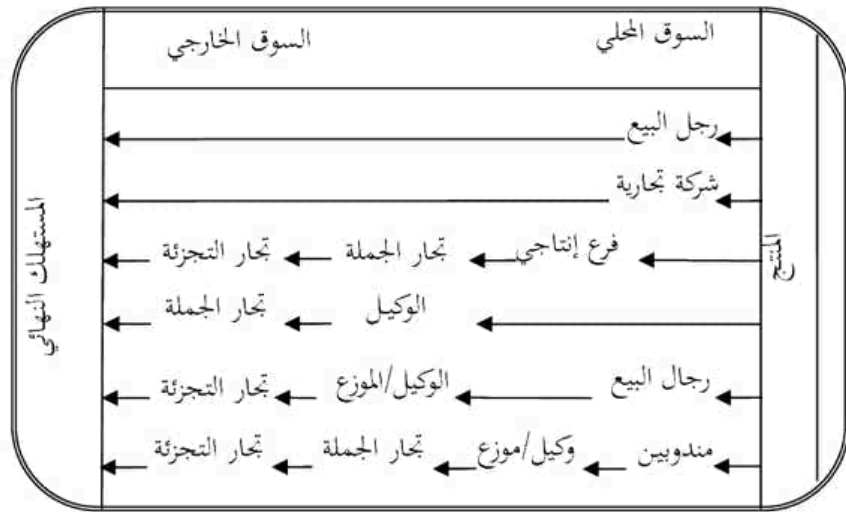 السوق المحلي السوق الخارجي
المنتج
رجل البيع
شركة تجارية
فرع إنتاجي تجار الجملة تجار التجزئة
الوكيل تجار الجملة
رجال البيع الوكيل/الموزع تجار التجزئة
مندوبين وكيل/موزع تجار الجملة تجار التجزئة
المستهلك النهائي